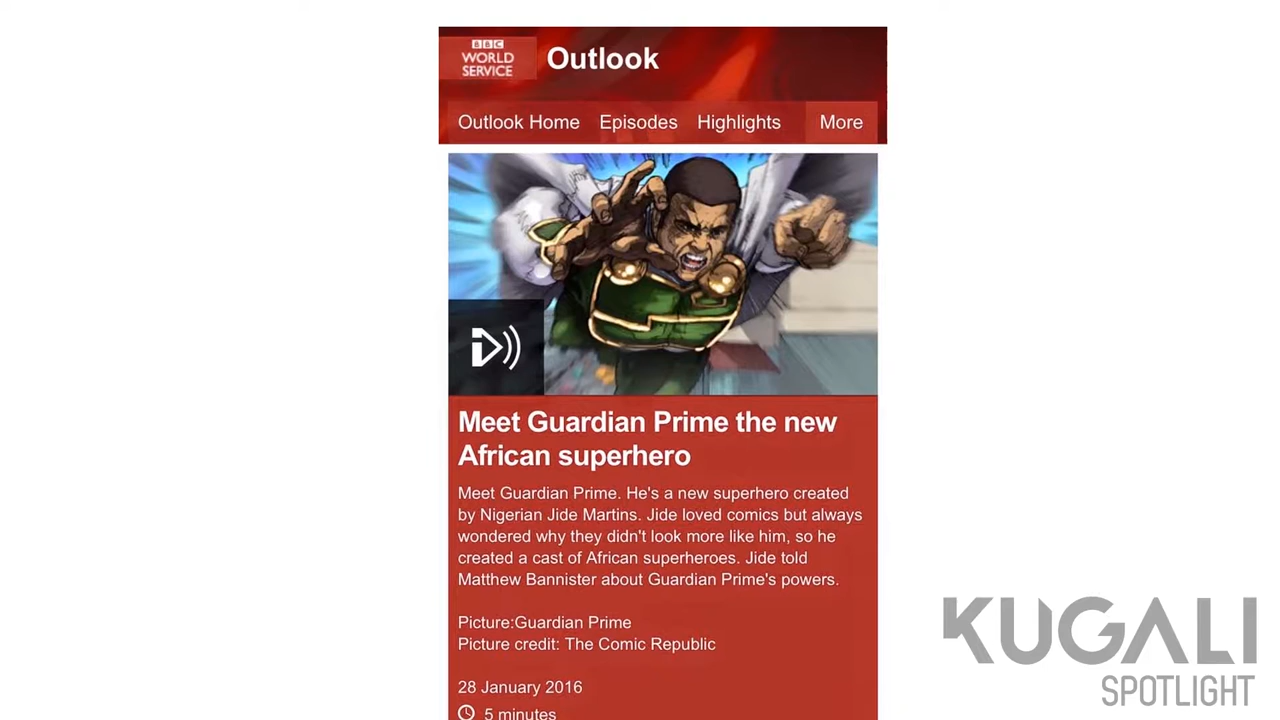 BBC
WORLD
SERVICE
Outlook
Outlook Home Episodes Highlights More
Meet Guardian Prime the new
African superhero
Meet Guardian Prime. He's a new superhero created
by Nigerian Jide Martins. Jide loved comics but always
wondered why they didn't look more like him, so he
created a cast of African superheroes. Jide told
Matthew Bannister about Guardian Prime's powers.
Picture:Guardian Prime
Picture credit: The Comic Republic
28 January 2016
5 minutes
KUGALI
SPOTLIGHT